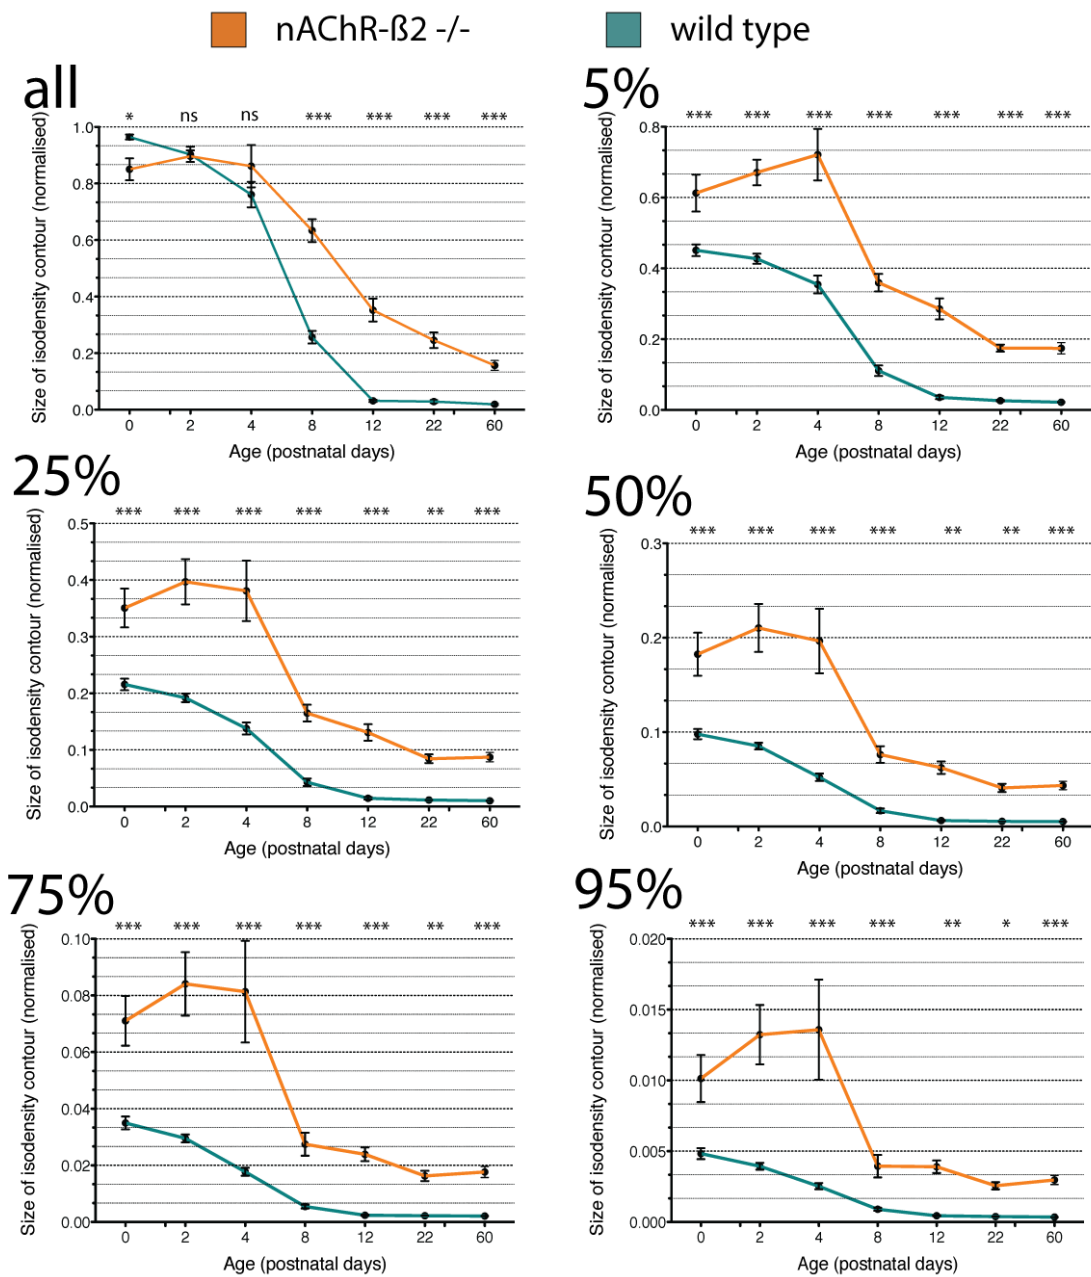 nAChR-ß2 -/-
wild type
all
* ns ns *** *** *** ***
Size of isodensity contour (normalised)
1.0
0.8
0.6
0.4
0.2
0.0
0 2 4 8 12 22 60
Age (postnatal days)
5%
*** *** *** *** *** *** ***
Size of isodensity contour (normalised)
0.8
0.6
0.4
0.2
0.0
0 2 4 8 12 22 60
Age (postnatal days)
25%
*** *** *** *** *** ** ***
Size of isodensity contour (normalised)
0.5
0.4
0.3
0.2
0.1
0.0
0 2 4 8 12 22 60
Age (postnatal days)
50%
*** *** *** *** ** ** ***
Size of isodensity contour (normalised)
0.3
0.2
0.1
0.0
0 2 4 8 12 22 60
Age (postnatal days)
75%
*** *** *** *** *** ** ***
Size of isodensity contour (normalised)
0.10
0.08
0.06
0.04
0.02
0.00
0 2 4 8 12 22 60
Age (postnatal days)
95%
*** *** *** *** ** * ***
Size of isodensity contour (normalised)
0.020
0.015
0.010
0.005
0.000
0 2 4 8 12 22 60
Age (postnatal days)